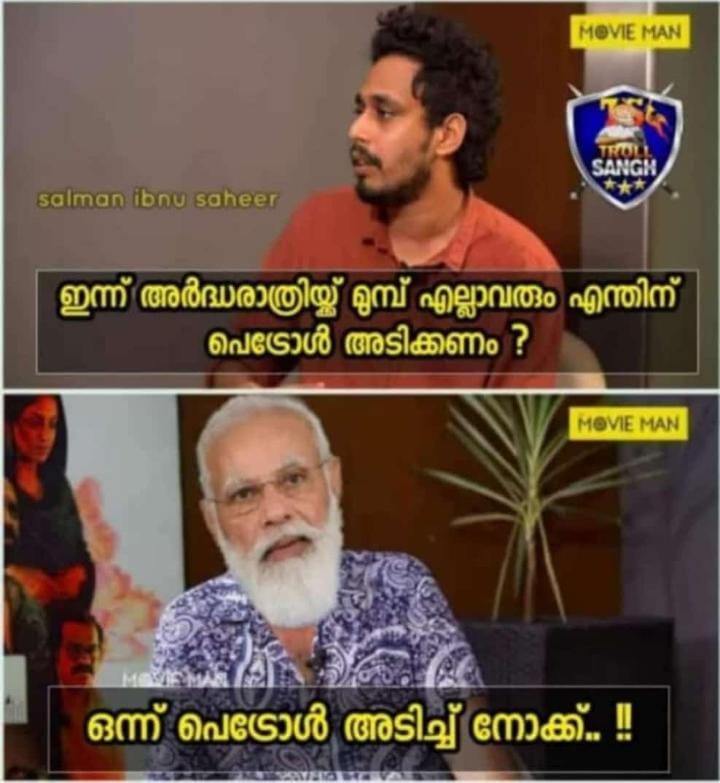 MOVIE MAN
TROLL
SANGH
salman ibnu saheer
ഇന്ന് അർദ്ധരാത്രിയ്ക്ക് മുമ്പ് എല്ലാവരും എന്തിന്
പെട്രോൾ അടിക്കണം ?
MOVIE MAN
MOVIE MAN
ഒന്ന് പെട്രോൾ അടിച്ച് നോക്ക്.. !!